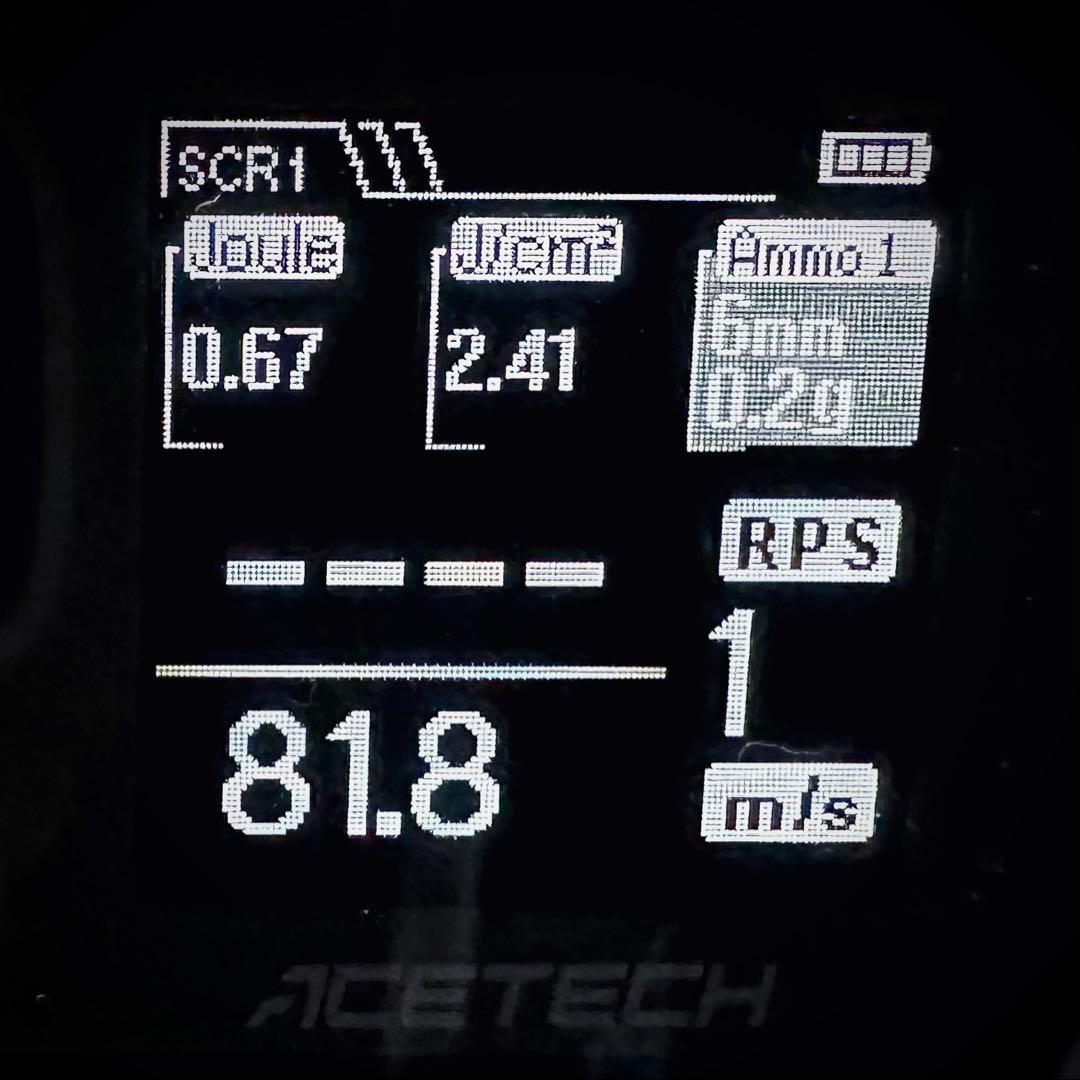 SCR1
Joule
J/cm²
Ammo 1
0.67
2.41
6mm
0.2g
RPS
- - - -
1
81.8
m/s
ACETECH